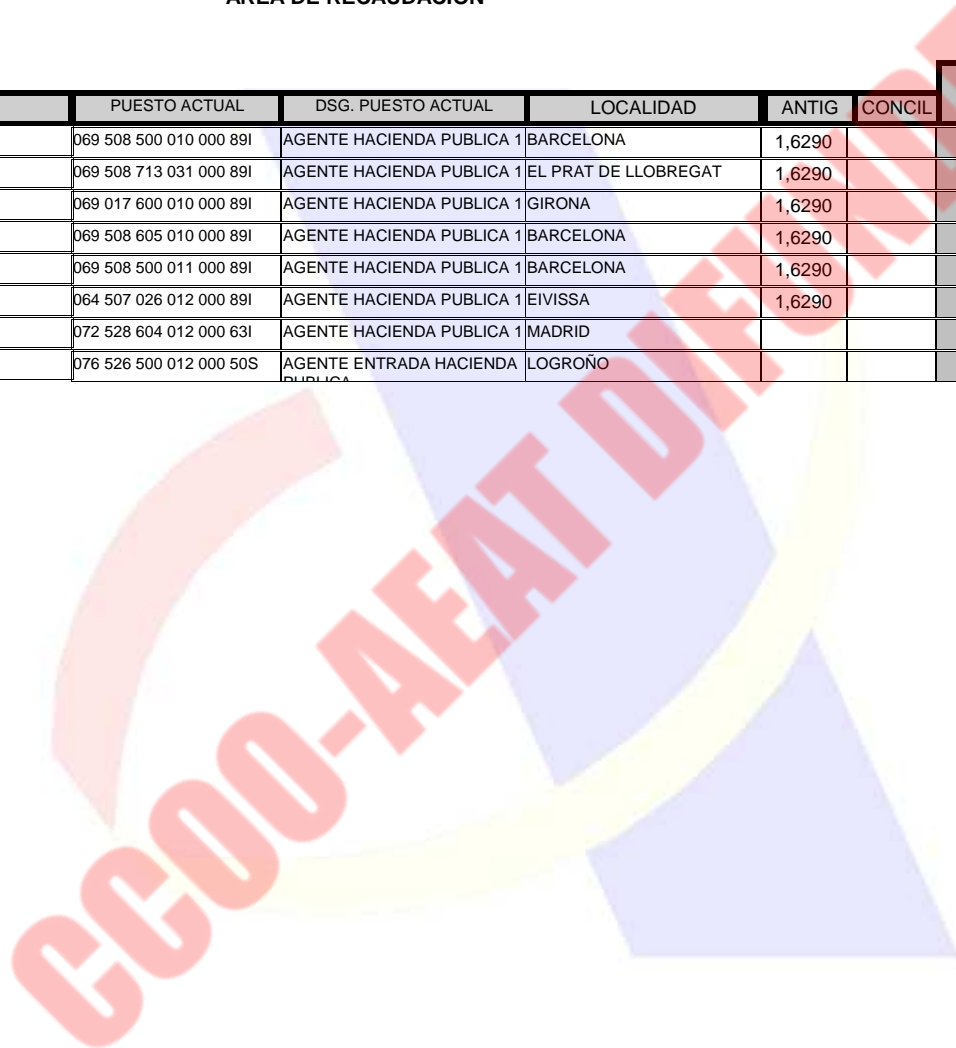 ÁREA DE RECAUDACIÓN
PUESTO ACTUAL DSG. PUESTO ACTUAL LOCALIDAD ANTIG CONCIL
069 508 500 010 000 89I AGENTE HACIENDA PUBLICA 1 BARCELONA 1,6290
069 508 713 031 000 89I AGENTE HACIENDA PUBLICA 1 EL PRAT DE LLOBREGAT 1,6290
069 017 600 010 000 89I AGENTE HACIENDA PUBLICA 1 GIRONA 1,6290
069 508 605 010 000 89I AGENTE HACIENDA PUBLICA 1 BARCELONA 1,6290
069 508 500 011 000 89I AGENTE HACIENDA PUBLICA 1 BARCELONA 1,6290
064 507 026 012 000 89I AGENTE HACIENDA PUBLICA 1 EIVISSA 1,6290
072 528 604 012 000 63I AGENTE HACIENDA PUBLICA 1 MADRID
076 526 500 012 000 50S AGENTE ENTRADA HACIENDA LOGROÑO
PUBLICA
CCOO-AEAT DIFUND